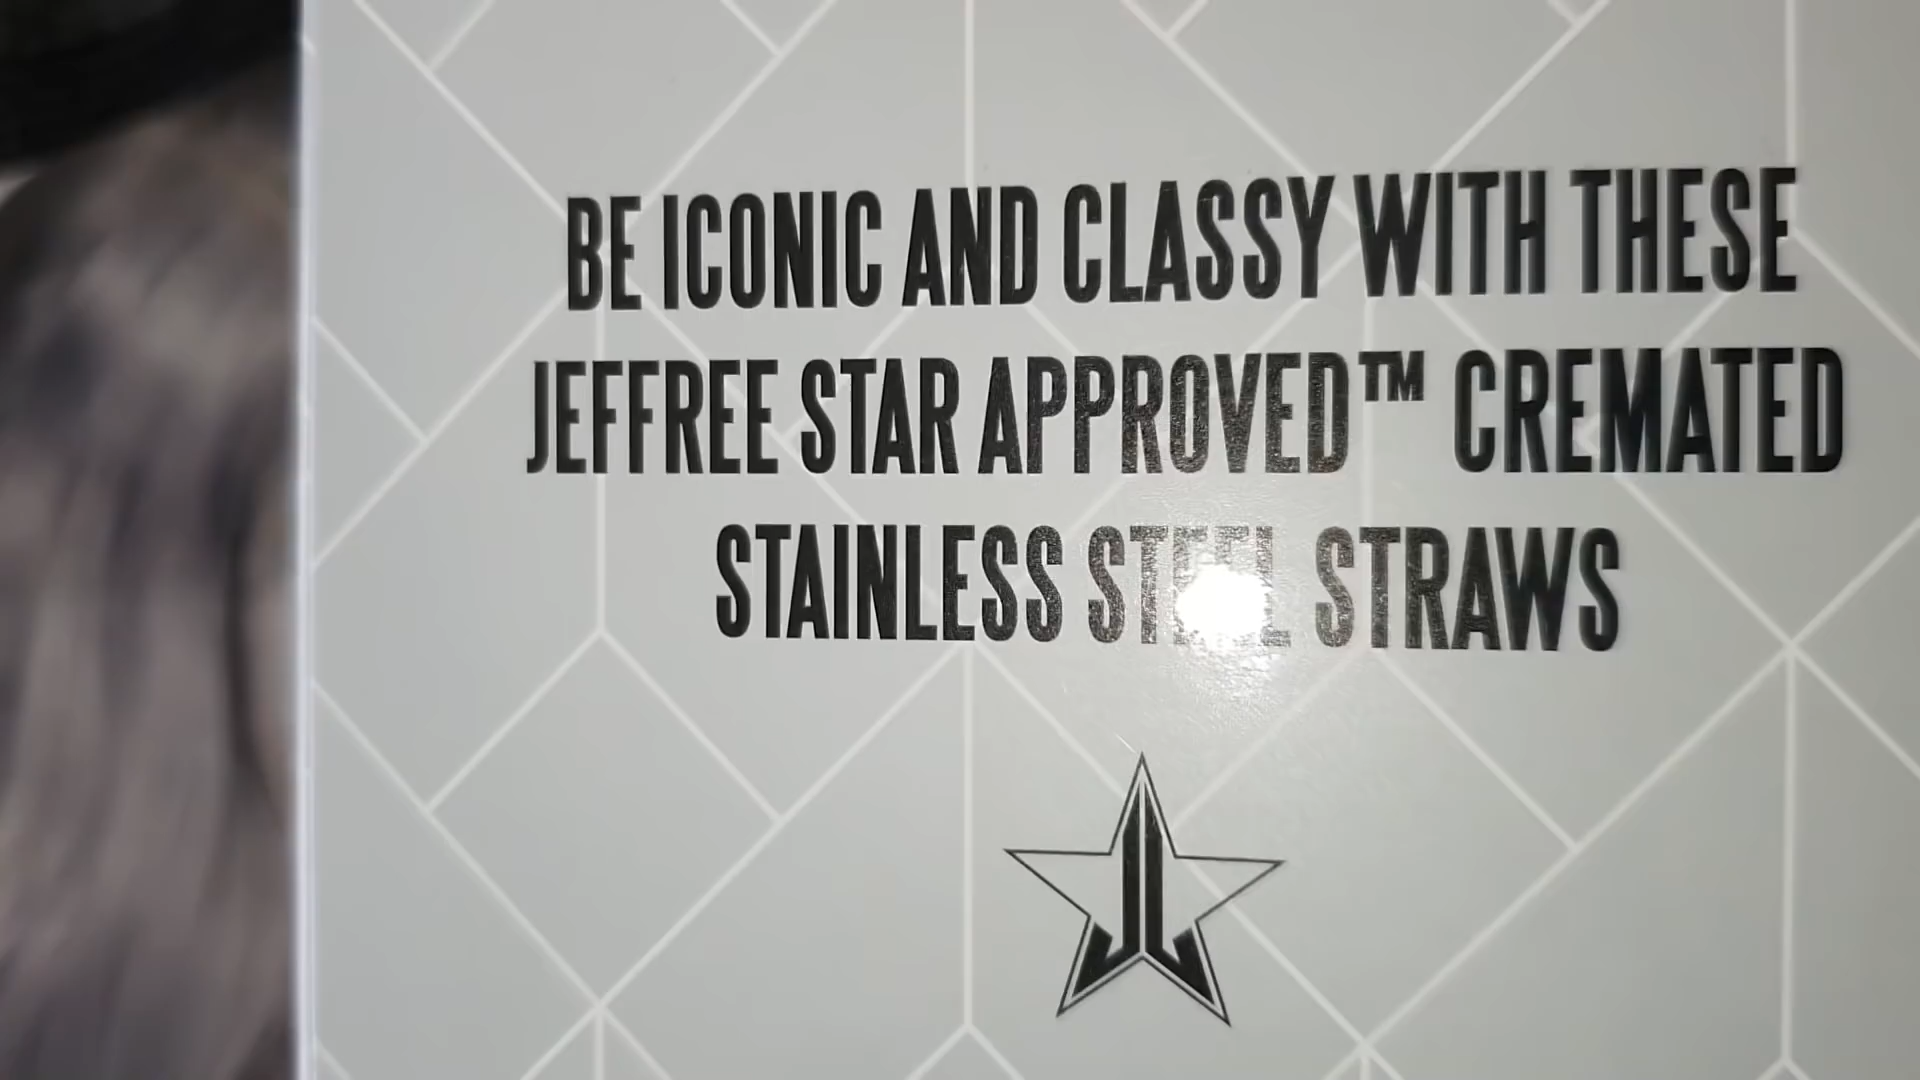 BE ICONIC AND CLASSY WITH THESE
JEFFREE STAR APPROVED™ CREMATED
STAINLESS STEEL STRAWS